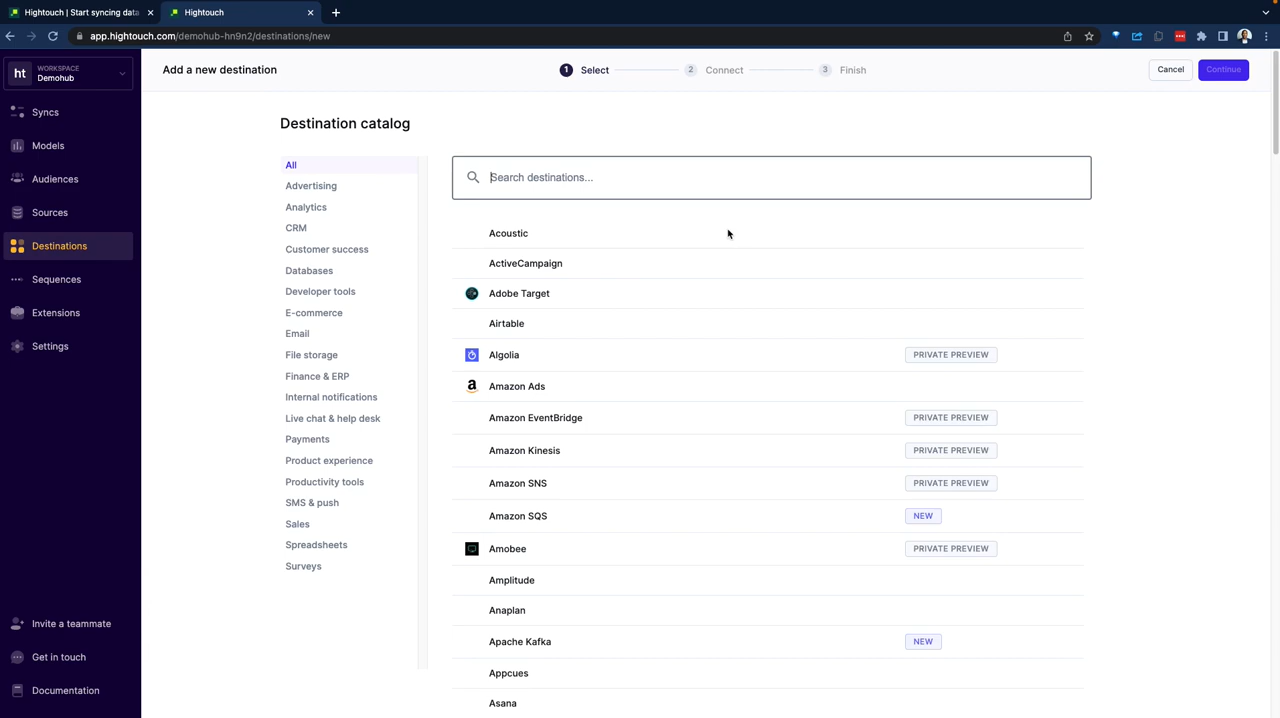 Hightouch | Start syncing data
Hightouch
app.hightouch.com/demohub-hn9n2/destinations/new
ht
WORKSPACE
Demohub
Add a new destination
1 Select
2 Connect
3 Finish
Cancel
Continue
Syncs
Models
Audiences
Sources
Destinations
Sequences
Extensions
Settings
Invite a teammate
Get in touch
Documentation
Destination catalog
All
Advertising
Analytics
CRM
Customer success
Databases
Developer tools
E-commerce
Email
File storage
Finance & ERP
Internal notifications
Live chat & help desk
Payments
Product experience
Productivity tools
SMS & push
Sales
Spreadsheets
Surveys
Search destinations...
Acoustic
ActiveCampaign
Adobe Target
Airtable
Algolia PRIVATE PREVIEW
a Amazon Ads
Amazon EventBridge PRIVATE PREVIEW
Amazon Kinesis PRIVATE PREVIEW
Amazon SNS PRIVATE PREVIEW
Amazon SQS NEW
Amobee PRIVATE PREVIEW
Amplitude
Anaplan
Apache Kafka NEW
Appcues
Asana